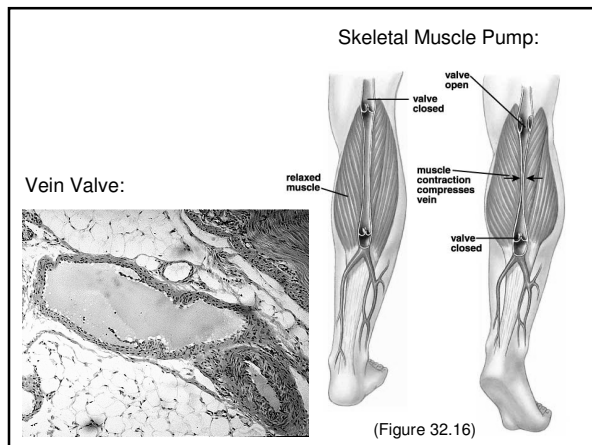 Skeletal Muscle Pump:
valve
closed
valve
open
relaxed
muscle
muscle
contraction
compresses
vein
Vein Valve:
valve
closed
(Figure 32.16)